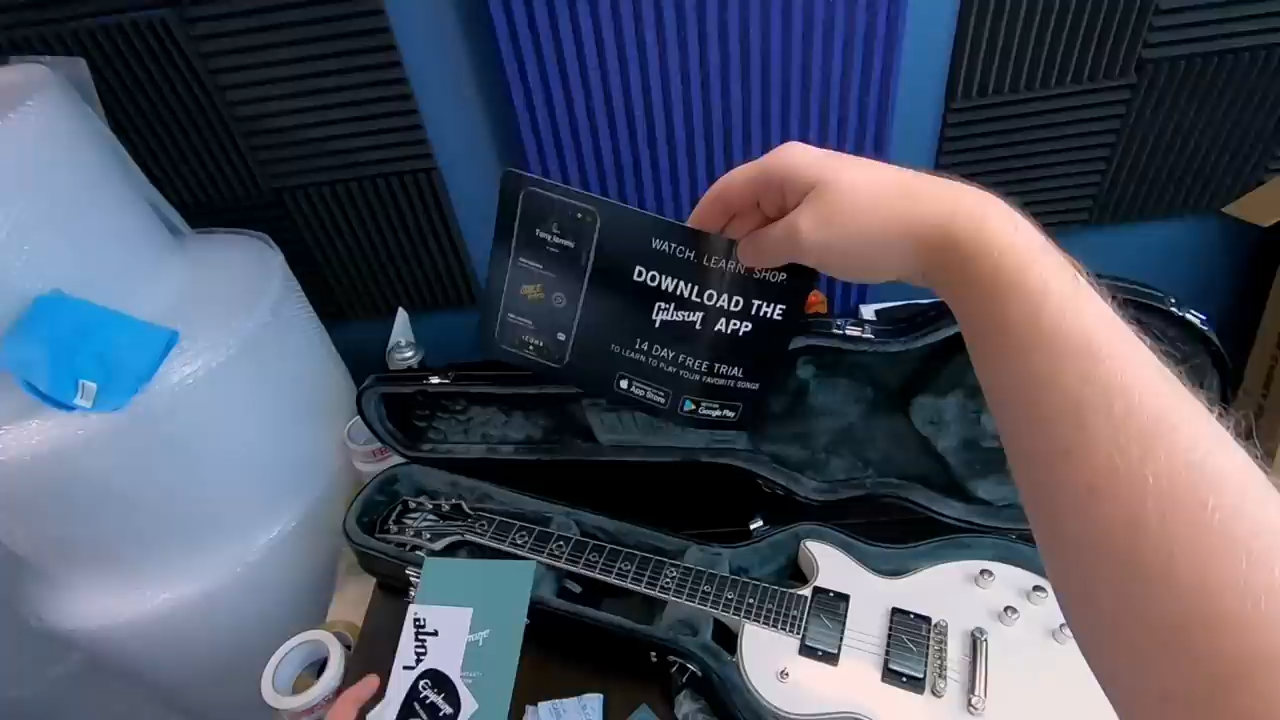 Tony Iommi
WATCH. LEARN. SHOP.
DOWNLOAD THE
Gibson APP
14 DAY FREE TRIAL
TO LEARN TO PLAY YOUR FAVORITE SONGS
App Store
Google Play
Epiphone